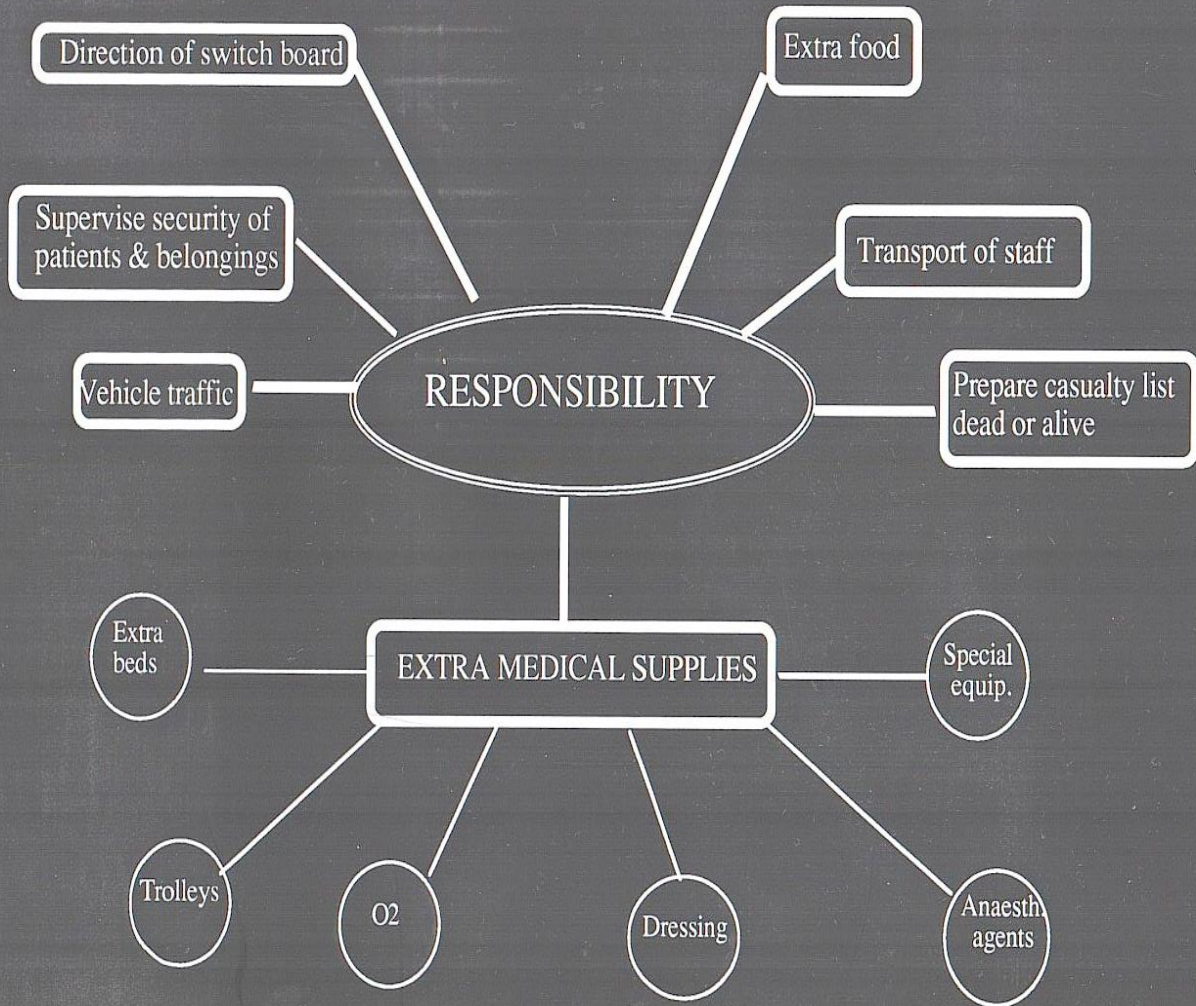 Direction of switch board
Extra food
Supervise security of
patients & belongings
Transport of staff
Vehicle traffic
RESPONSIBILITY
Prepare casualty list
dead or alive
Extra
beds
EXTRA MEDICAL SUPPLIES
Special
equip.
Trolleys
O2
Dressing
Anaesth.
agents